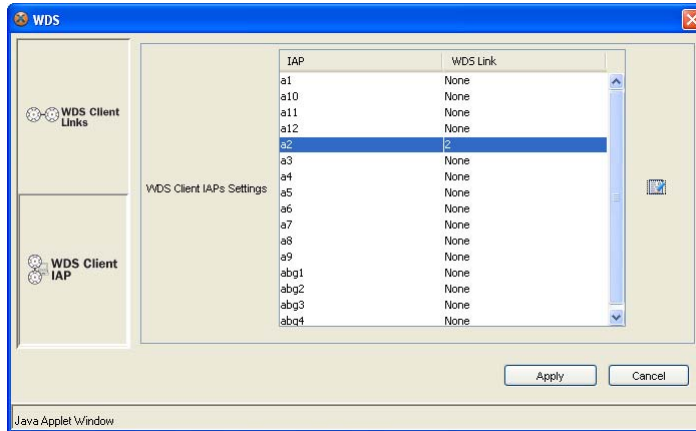 WDS
WDS Client Links
WDS Client IAP
WDS Client IAPs Settings
IAP WDS Link
a1 None
a10 None
a11 None
a12 None
a2 2
a3 None
a4 None
a5 None
a6 None
a7 None
a8 None
a9 None
abg1 None
abg2 None
abg3 None
abg4 None
Apply Cancel
Java Applet Window